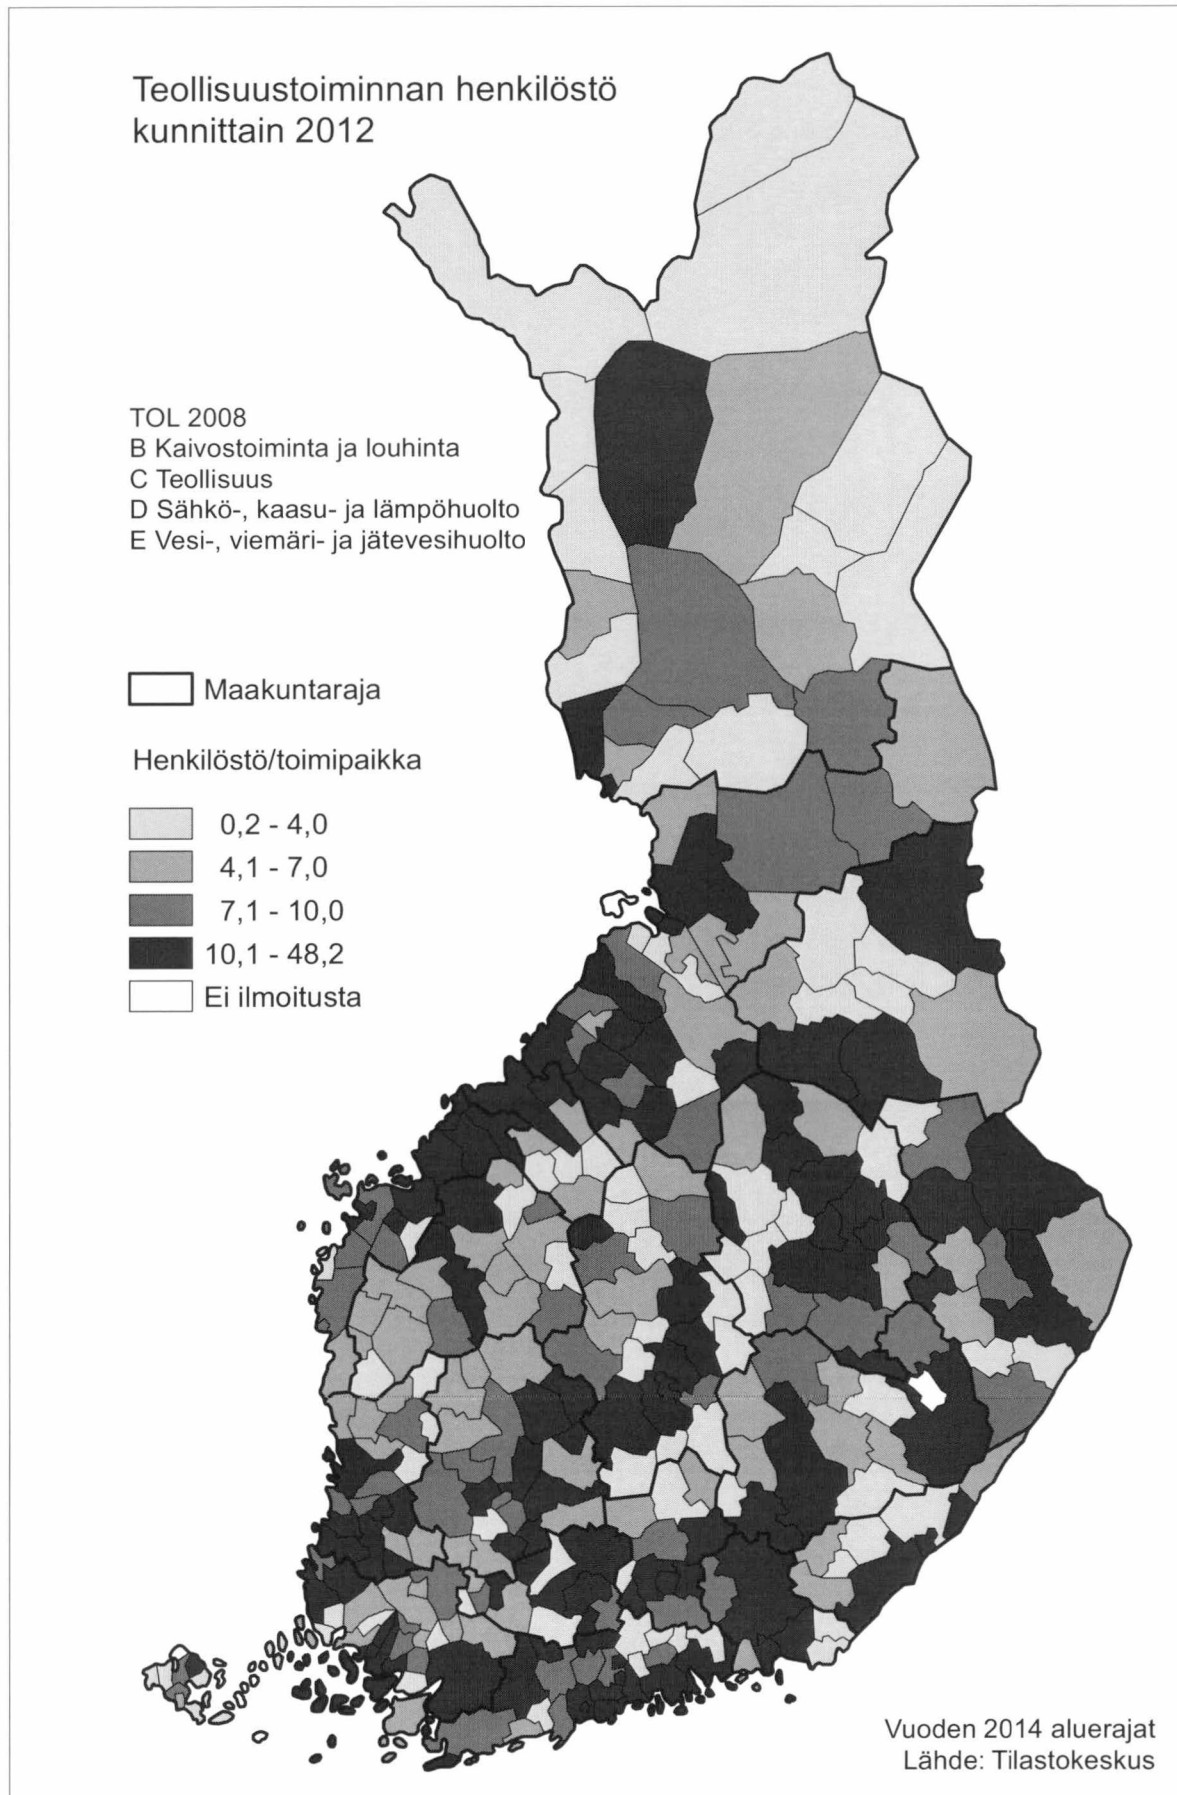 Teollisuustoiminnan henkilöstö
kunnittain 2012
TOL 2008
B Kaivostoiminta ja louhinta
C Teollisuus
D Sähkö-, kaasu- ja lämpöhuolto
E Vesi-, viemäri- ja jätevesihuolto
Maakuntaraja
Henkilöstö/toimipaikka
0,2 - 4,0
4,1 - 7,0
7,1 - 10,0
10,1 - 48,2
Ei ilmoitusta
Vuoden 2014 aluerajat
Lähde: Tilastokeskus